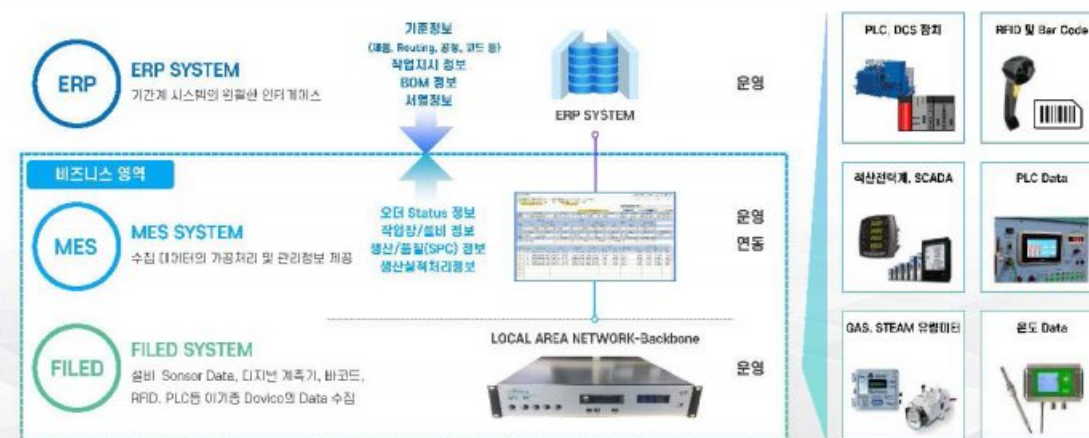 ERP
ERP SYSTEM
기간계 시스템의 원활한 인터페이스
기준정보
(제품, Routing, 공정, 코드 등)
작업지시 정보
BOM 정보
서열정보
ERP SYSTEM
운영
비즈니스 영역
MES
MES SYSTEM
수집 데이터의 가공처리 및 관리정보 제공
오더 Status 정보
작업장/설비 정보
생산/품질(SPC) 정보
생산실적처리정보
운영
연동
FILED
FILED SYSTEM
설비 Sonsor Data, 디지털 계측기, 바코드,
RFID, PLC등 이기종 Dovico의 Data 수집
LOCAL AREA NETWORK-Backbone
운영
PLC, DCS 장치
RFID 및 Bar Code
적산전력계, SCADA
PLC Data
GAS, STEAM 유량미터
온도 Data